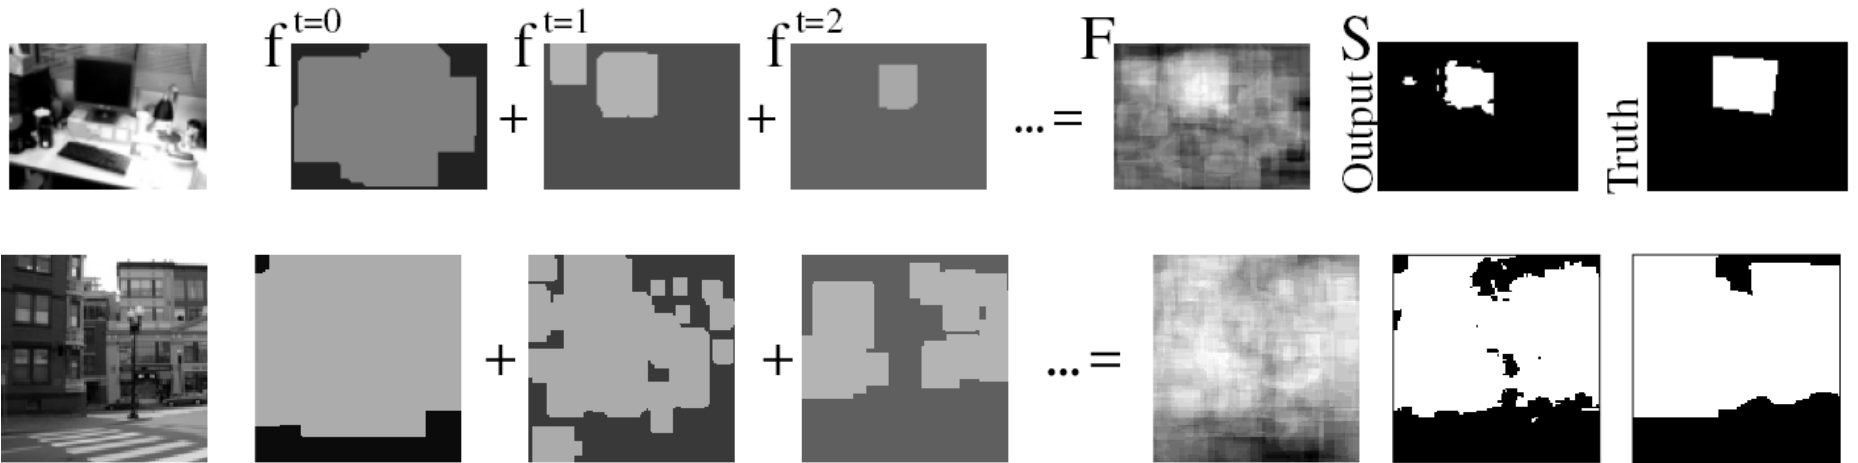 f t=0 f t=1 f t=2 F S
+ + ... = Output Truth
+ + ... =